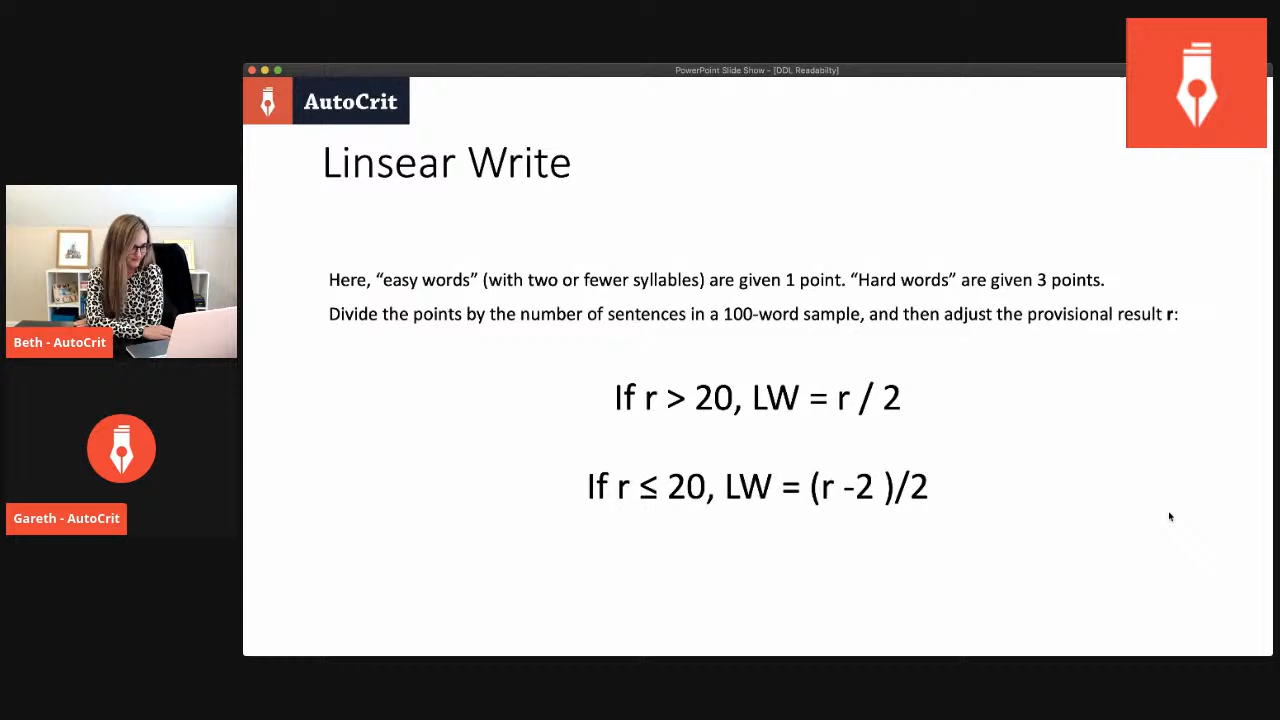 PowerPoint Slide Show - [DDL Readabilty]
AutoCrit
Linsear Write
Here, “easy words” (with two or fewer syllables) are given 1 point. “Hard words” are given 3 points.
Divide the points by the number of sentences in a 100-word sample, and then adjust the provisional result r:
If r > 20, LW = r / 2
If r ≤ 20, LW = (r -2 )/2
Beth - AutoCrit
Gareth - AutoCrit